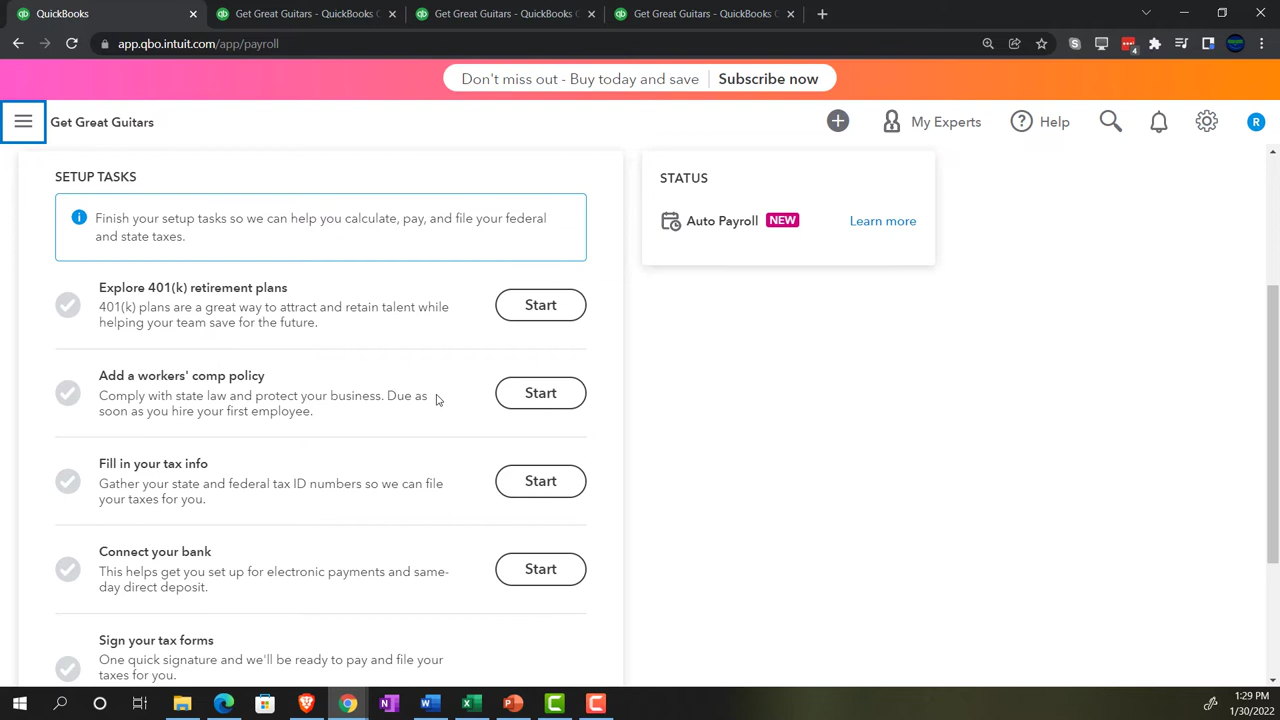 QuickBooks
Get Great Guitars - QuickBooks
Get Great Guitars - QuickBooks
Get Great Guitars - QuickBooks
app.qbo.intuit.com/app/payroll
4
Don't miss out - Buy today and save
Subscribe now
Get Great Guitars
My Experts
Help
R
SETUP TASKS
Finish your setup tasks so we can help you calculate, pay, and file your federal
and state taxes.
Explore 401(k) retirement plans
401(k) plans are a great way to attract and retain talent while
helping your team save for the future.
Start
Add a workers' comp policy
Comply with state law and protect your business. Due as
soon as you hire your first employee.
Start
Fill in your tax info
Gather your state and federal tax ID numbers so we can file
your taxes for you.
Start
Connect your bank
This helps get you set up for electronic payments and same-
day direct deposit.
Start
Sign your tax forms
One quick signature and we'll be ready to pay and file your
taxes for you.
STATUS
Auto Payroll NEW
Learn more
1:29 PM
1/30/2022